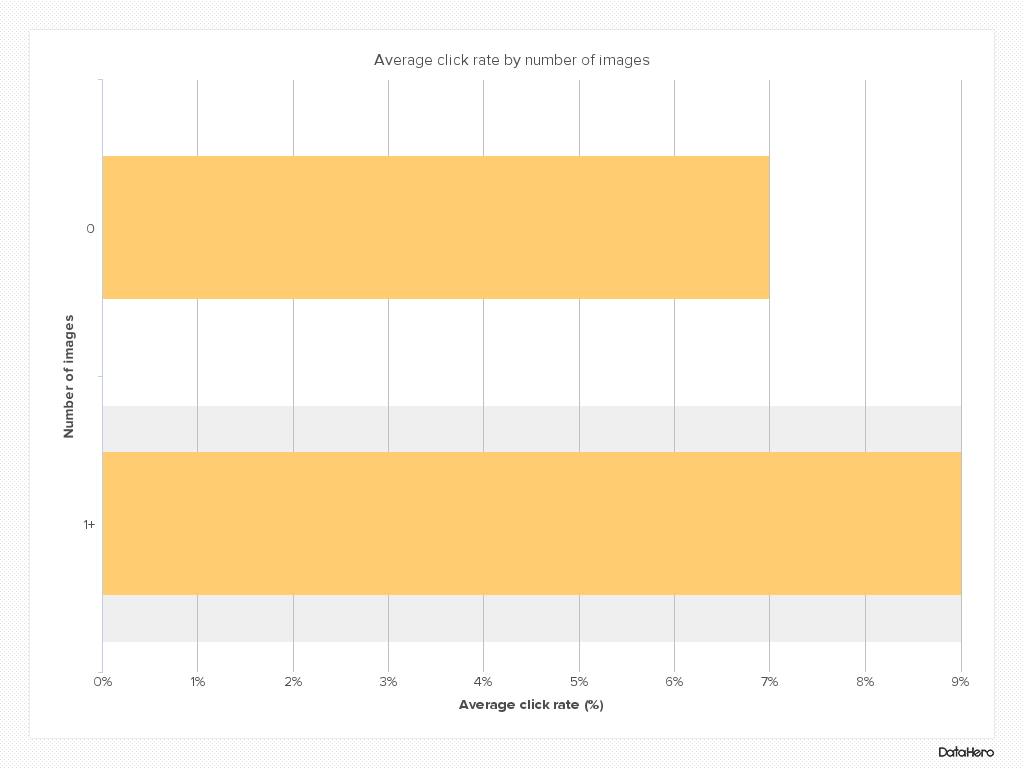 Average click rate by number of images
Number of images
0
1+
0% 1% 2% 3% 4% 5% 6% 7% 8% 9%
Average click rate (%)
DataHero